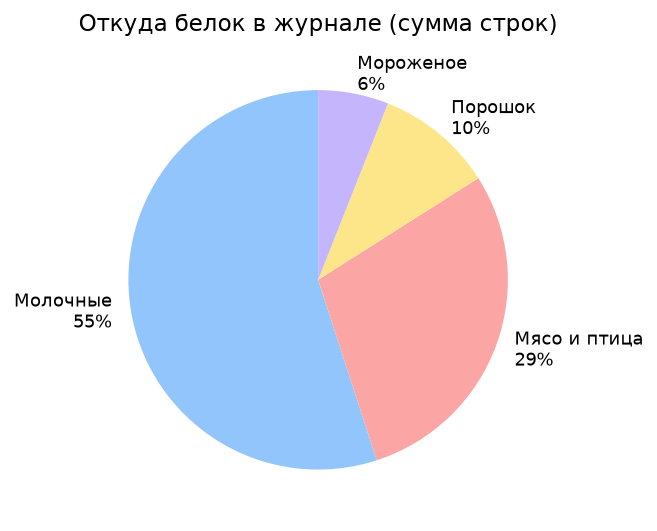 Откуда белок в журнале (сумма строк)
Мороженое
6%
Порошок
10%
Мясо и птица
29%
Молочные
55%